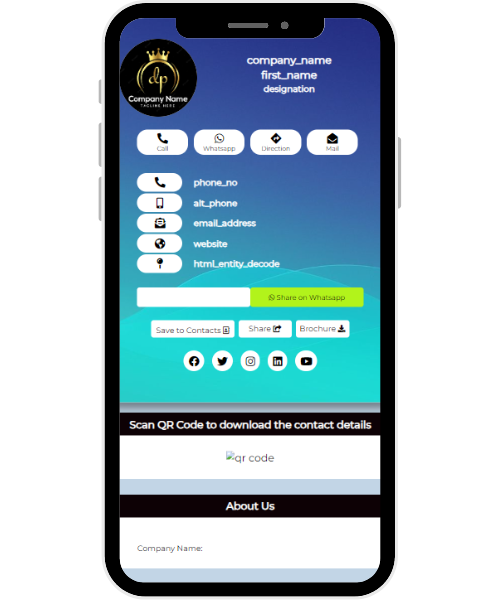 company_name
first_name
designation
dp
Company Name
TAGLINE HERE
Call
Whatsapp
Direction
Mail
phone_no
alt_phone
email_address
website
html_entity_decode
Share on Whatsapp
Save to Contacts
Share
Brochure
Scan QR Code to download the contact details
qr code
About Us
Company Name: